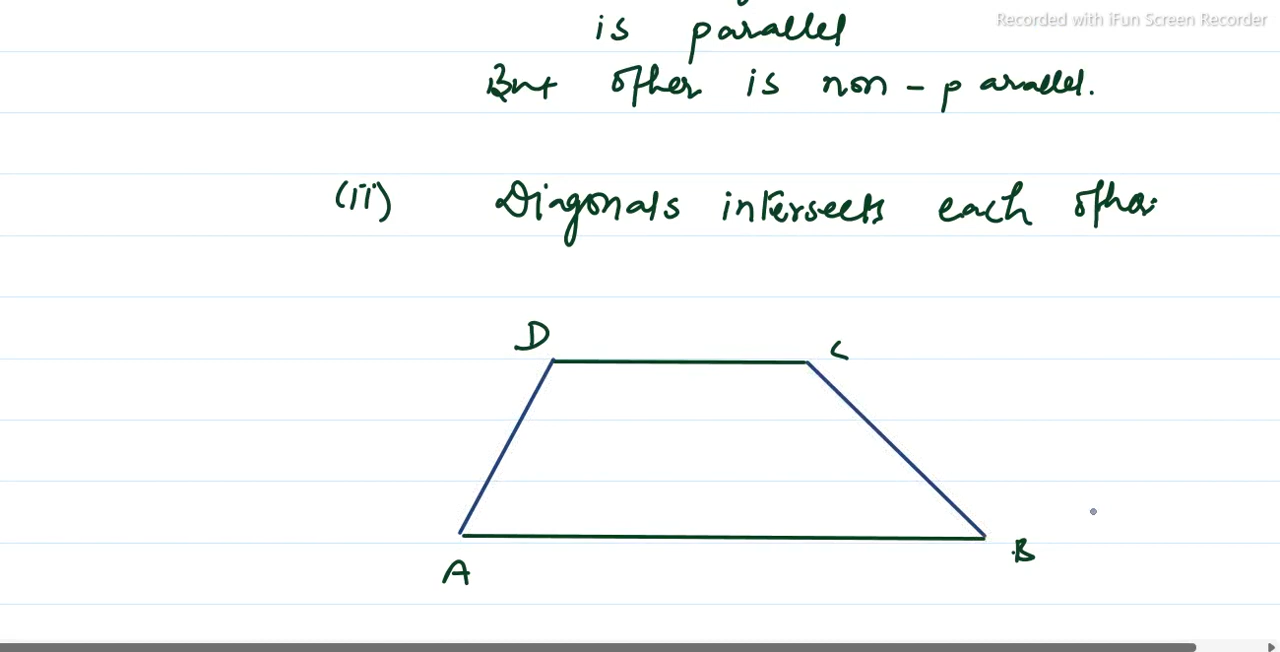 Recorded with iFun Screen Recorder
is parallel
But other is non-parallel.
(ii) Diagonals intersects each other
D C
A B